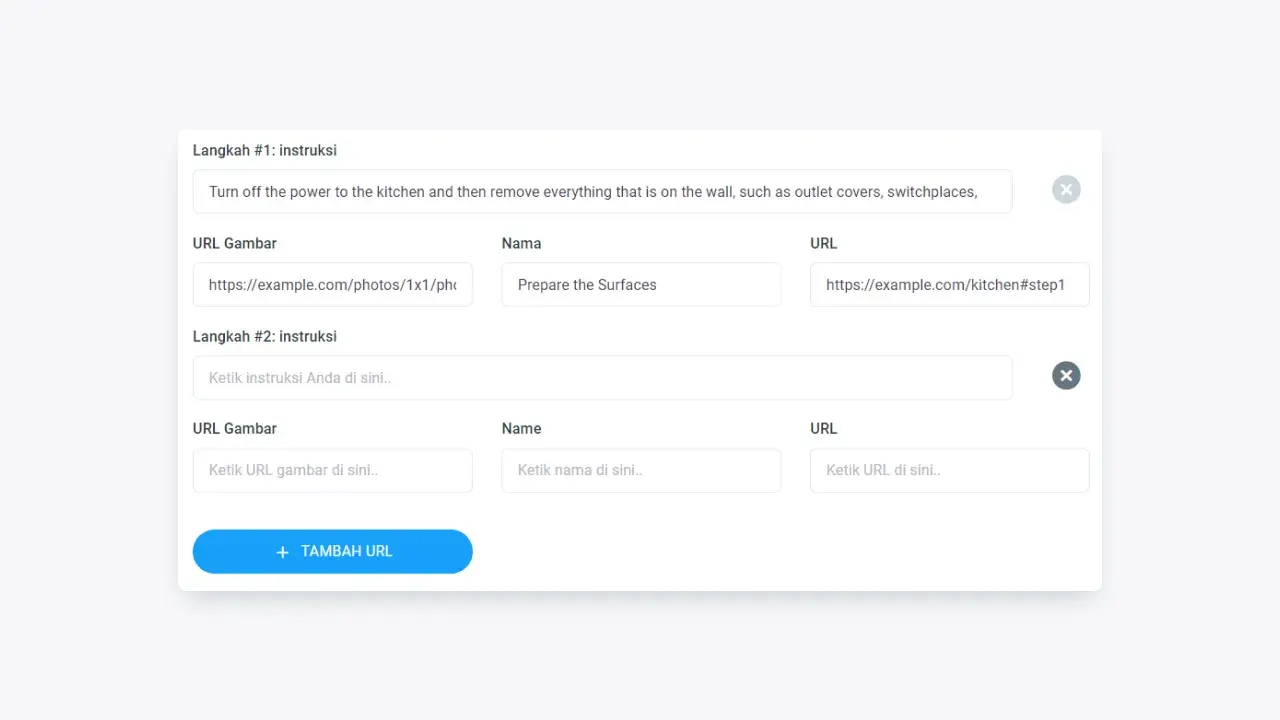 Langkah #1: instruksi
Turn off the power to the kitchen and then remove everything that is on the wall, such as outlet covers, switchplaces,
URL Gambar Nama URL
https://example.com/photos/1x1/pho Prepare the Surfaces https://example.com/kitchen#step1
Langkah #2: instruksi
Ketik instruksi Anda di sini..
URL Gambar Name URL
Ketik URL gambar di sini.. Ketik nama di sini.. Ketik URL di sini..
+ TAMBAH URL